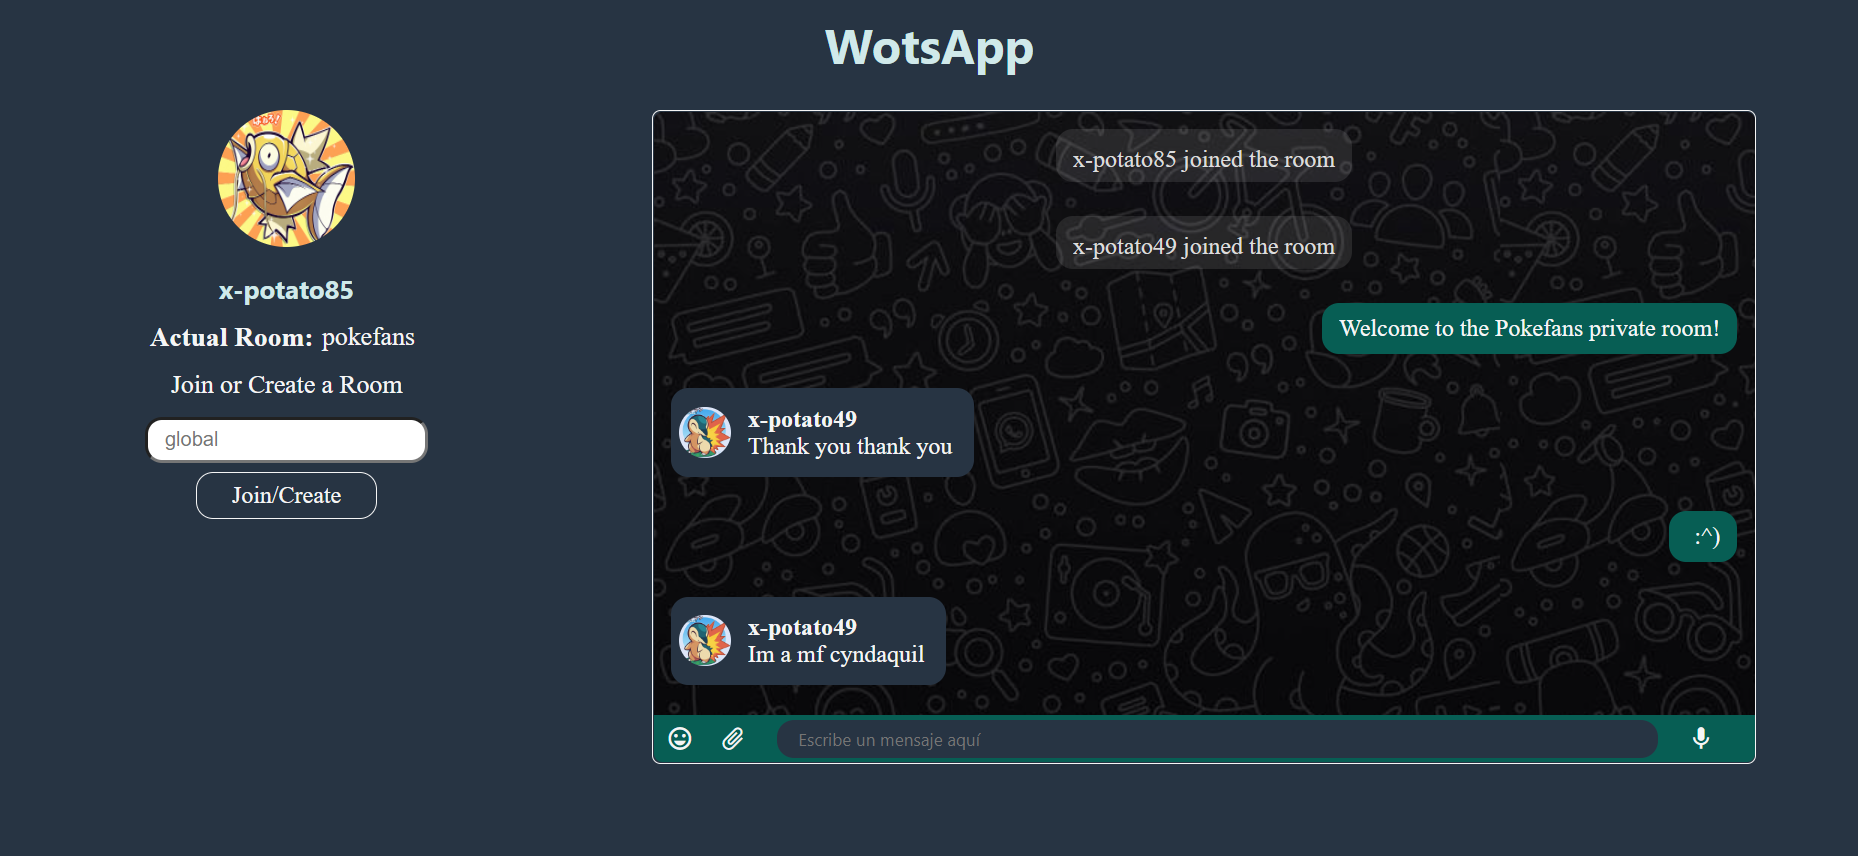 WotsApp
x-potato85
Actual Room: pokefans
Join or Create a Room
global
Join/Create
x-potato85 joined the room
x-potato49 joined the room
Welcome to the Pokefans private room!
x-potato49
Thank you thank you
:^)
x-potato49
Im a mf cyndaquil
Escribe un mensaje aquí